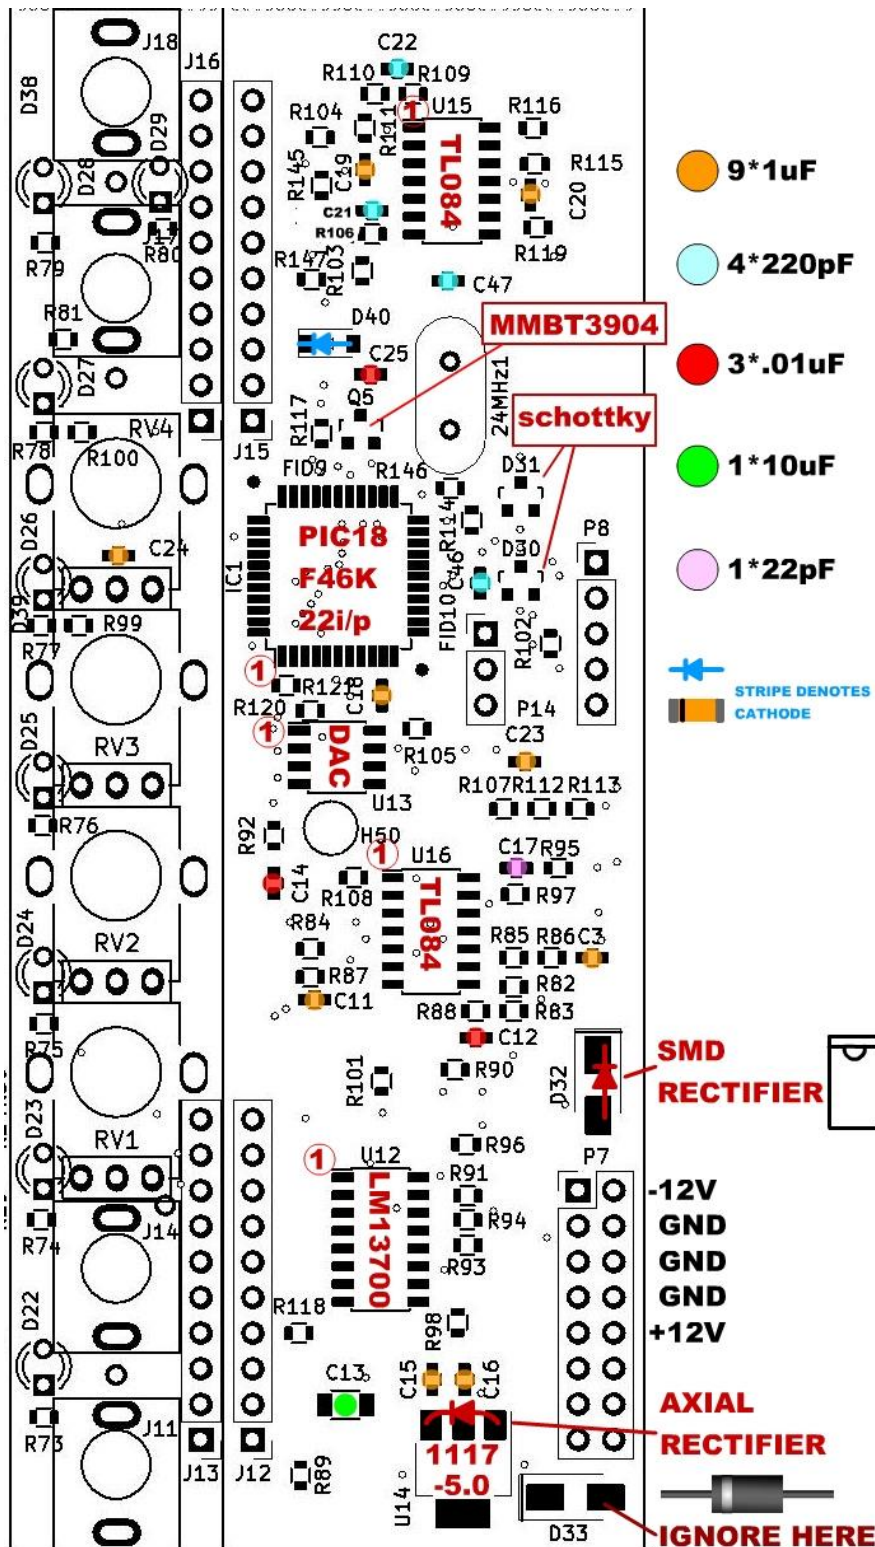 J18
J16
C22
D38
R110
R109
U15
R104
R111
R116
D29
1
TL084
D28
R145
C19
R115
9*1uF
C21
C20
R106
J17
R79
R80
R147
R103
R119
4*220pF
C47
R81
D40
MMBT3904
C25
3*.01uF
D27
Q5
R117
24MHz1
schottky
RV4
R78
R100
J15
FID9
R146
D31
1*10uF
R114
P8
D26
C24
PIC18
F46K
22i/p
IC1
C46
D30
1*22pF
D39
R77
R99
FID10
R102
1
R121
C18
R120
1
P14
STRIPE DENOTES
CATHODE
D25
RV3
DAC
R105
C23
U13
R107
R112
R113
R76
R92
H50
1
U16
C17
R95
C14
R108
TL084
R97
D24
RV2
R84
R85
R86
C3
R87
R82
C11
R88
R83
R75
C12
SMD
RECTIFIER
R101
R90
D32
D23
RV1
1
U12
R96
P7
R91
-12V
LM13700
R94
GND
R74
J14
R93
GND
GND
D22
R118
R98
+12V
C13
C15
C16
AXIAL
RECTIFIER
R73
J11
J13
J12
R89
1117
-5.0
U14
D33
IGNORE HERE